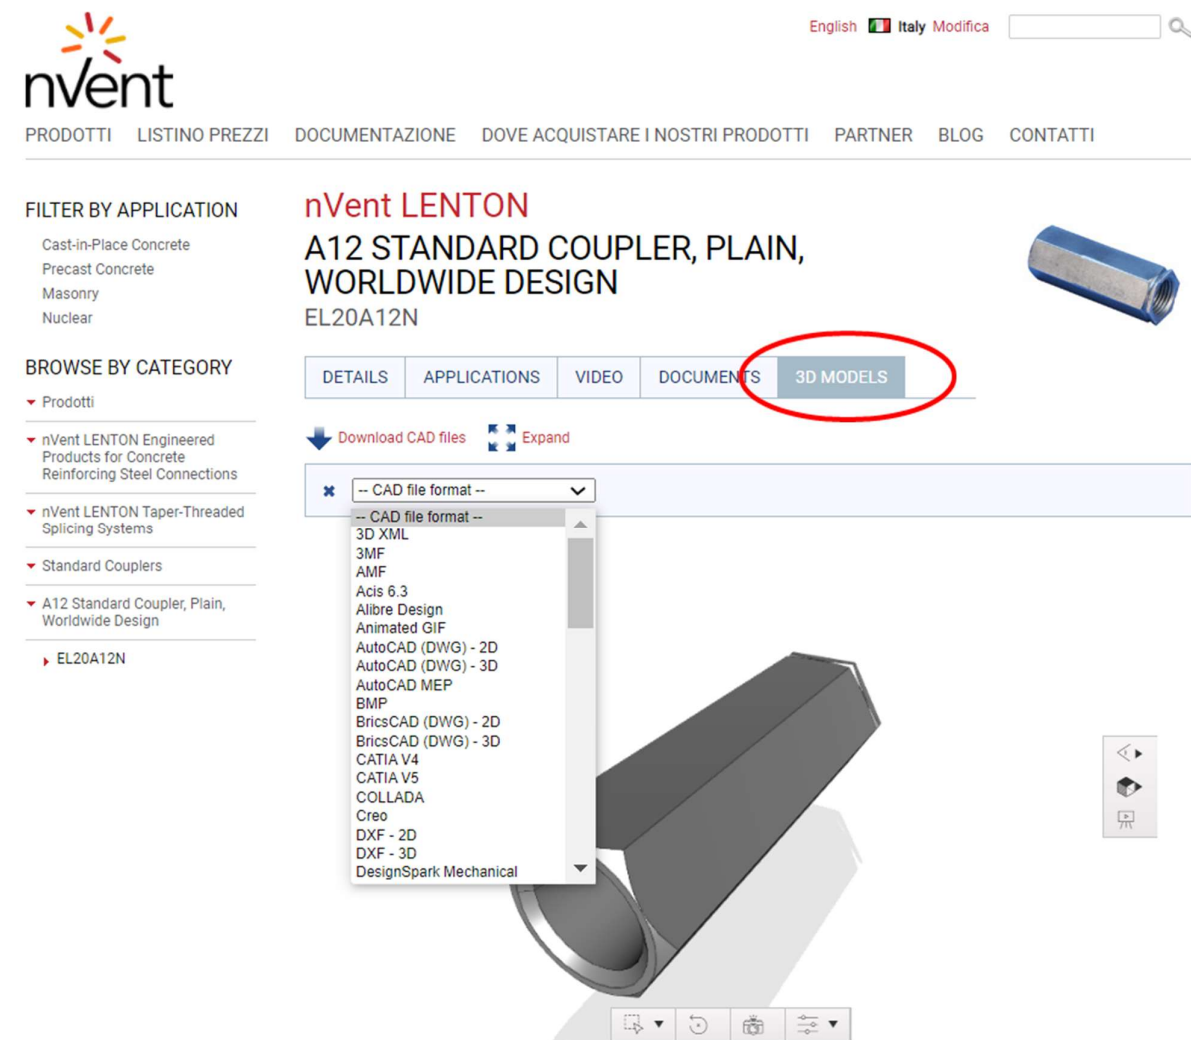 English Italy Modifica
nvent
PRODOTTI LISTINO PREZZI DOCUMENTAZIONE DOVE ACQUISTARE I NOSTRI PRODOTTI PARTNER BLOG CONTATTI
FILTER BY APPLICATION
Cast-in-Place Concrete
Precast Concrete
Masonry
Nuclear
BROWSE BY CATEGORY
Prodotti
nVent LENTON Engineered
Products for Concrete
Reinforcing Steel Connections
nVent LENTON Taper-Threaded
Splicing Systems
Standard Couplers
A12 Standard Coupler, Plain,
Worldwide Design
EL20A12N
nVent LENTON
A12 STANDARD COUPLER, PLAIN,
WORLDWIDE DESIGN
EL20A12N
DETAILS APPLICATIONS VIDEO DOCUMENTS 3D MODELS
Download CAD files Expand
-- CAD file format --
-- CAD file format --
3D XML
3MF
AMF
Acis 6.3
Alibre Design
Animated GIF
AutoCAD (DWG) - 2D
AutoCAD (DWG) - 3D
AutoCAD MEP
BMP
BricsCAD (DWG) - 2D
BricsCAD (DWG) - 3D
CATIA V4
CATIA V5
COLLADA
Creo
DXF - 2D
DXF - 3D
DesignSpark Mechanical